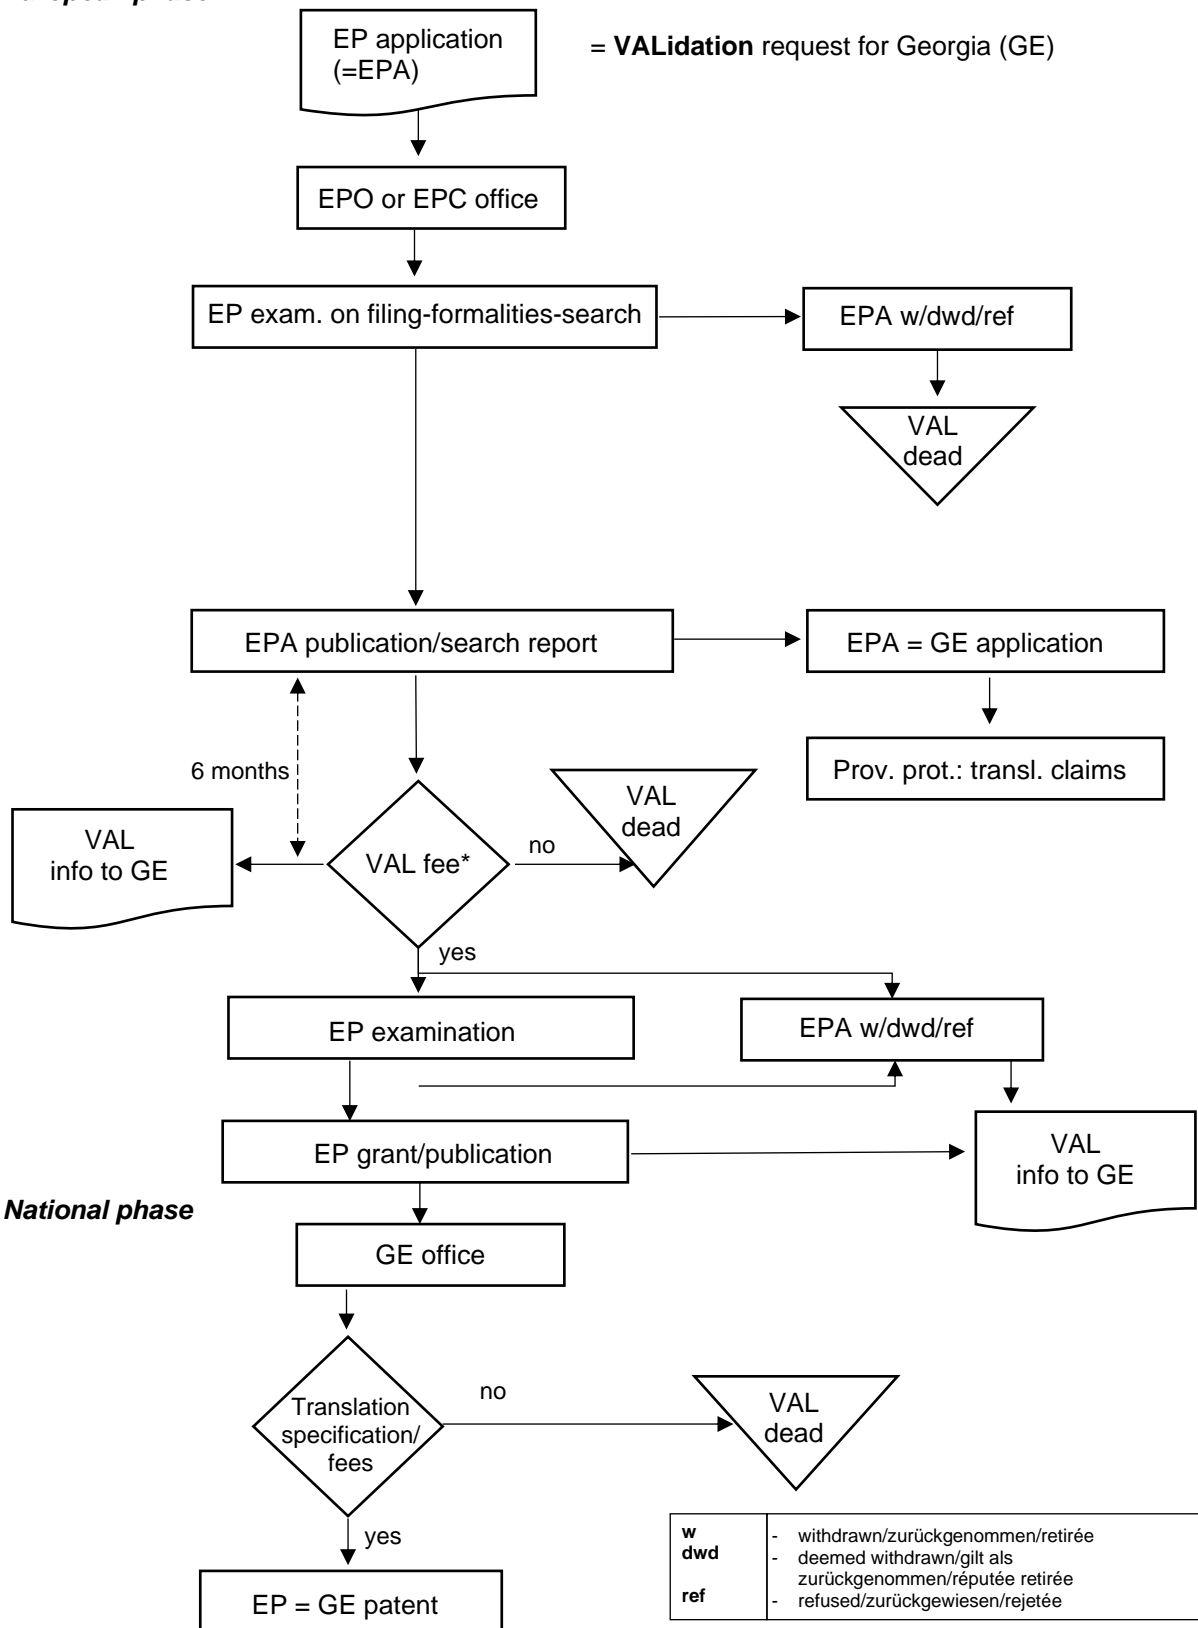 EP application
(=EPA)
= VALidation request for Georgia (GE)
EPO or EPC office
EP exam. on filing-formalities-search
EPA w/dwd/ref
VAL
dead
EPA publication/search report
EPA = GE application
6 months
Prov. prot.: transl. claims
VAL
info to GE
VAL fee*
no
VAL
dead
yes
EP examination
EPA w/dwd/ref
EP grant/publication
VAL
info to GE
National phase
GE office
Translation
specification/
fees
no
VAL
dead
yes
EP = GE patent
w - withdrawn/zurückgenommen/retirée
dwd - deemed withdrawn/gilt als
zurückgenommen/réputée retirée
ref - refused/zurückgewiesen/rejetée